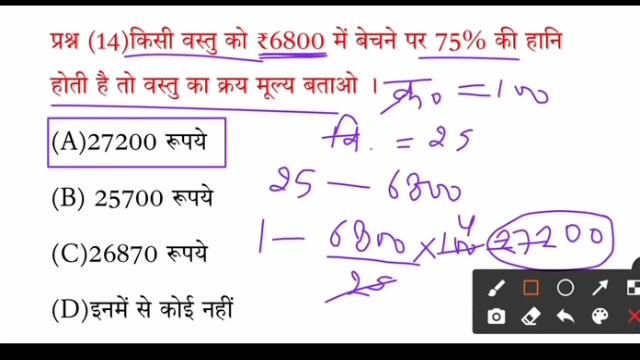 प्रश्न (14)किसी वस्तु को ₹6800 में बेचने पर 75% की हानि
होती है तो वस्तु का क्रय मूल्य बताओ ।
क्र० = 100
(A)27200 रूपये
वि. = 25
25 — 6800
(B) 25700 रूपये
1 — 6800/25 × 100 4 27200
(C)26870 रूपये
(D)इनमें से कोई नहीं